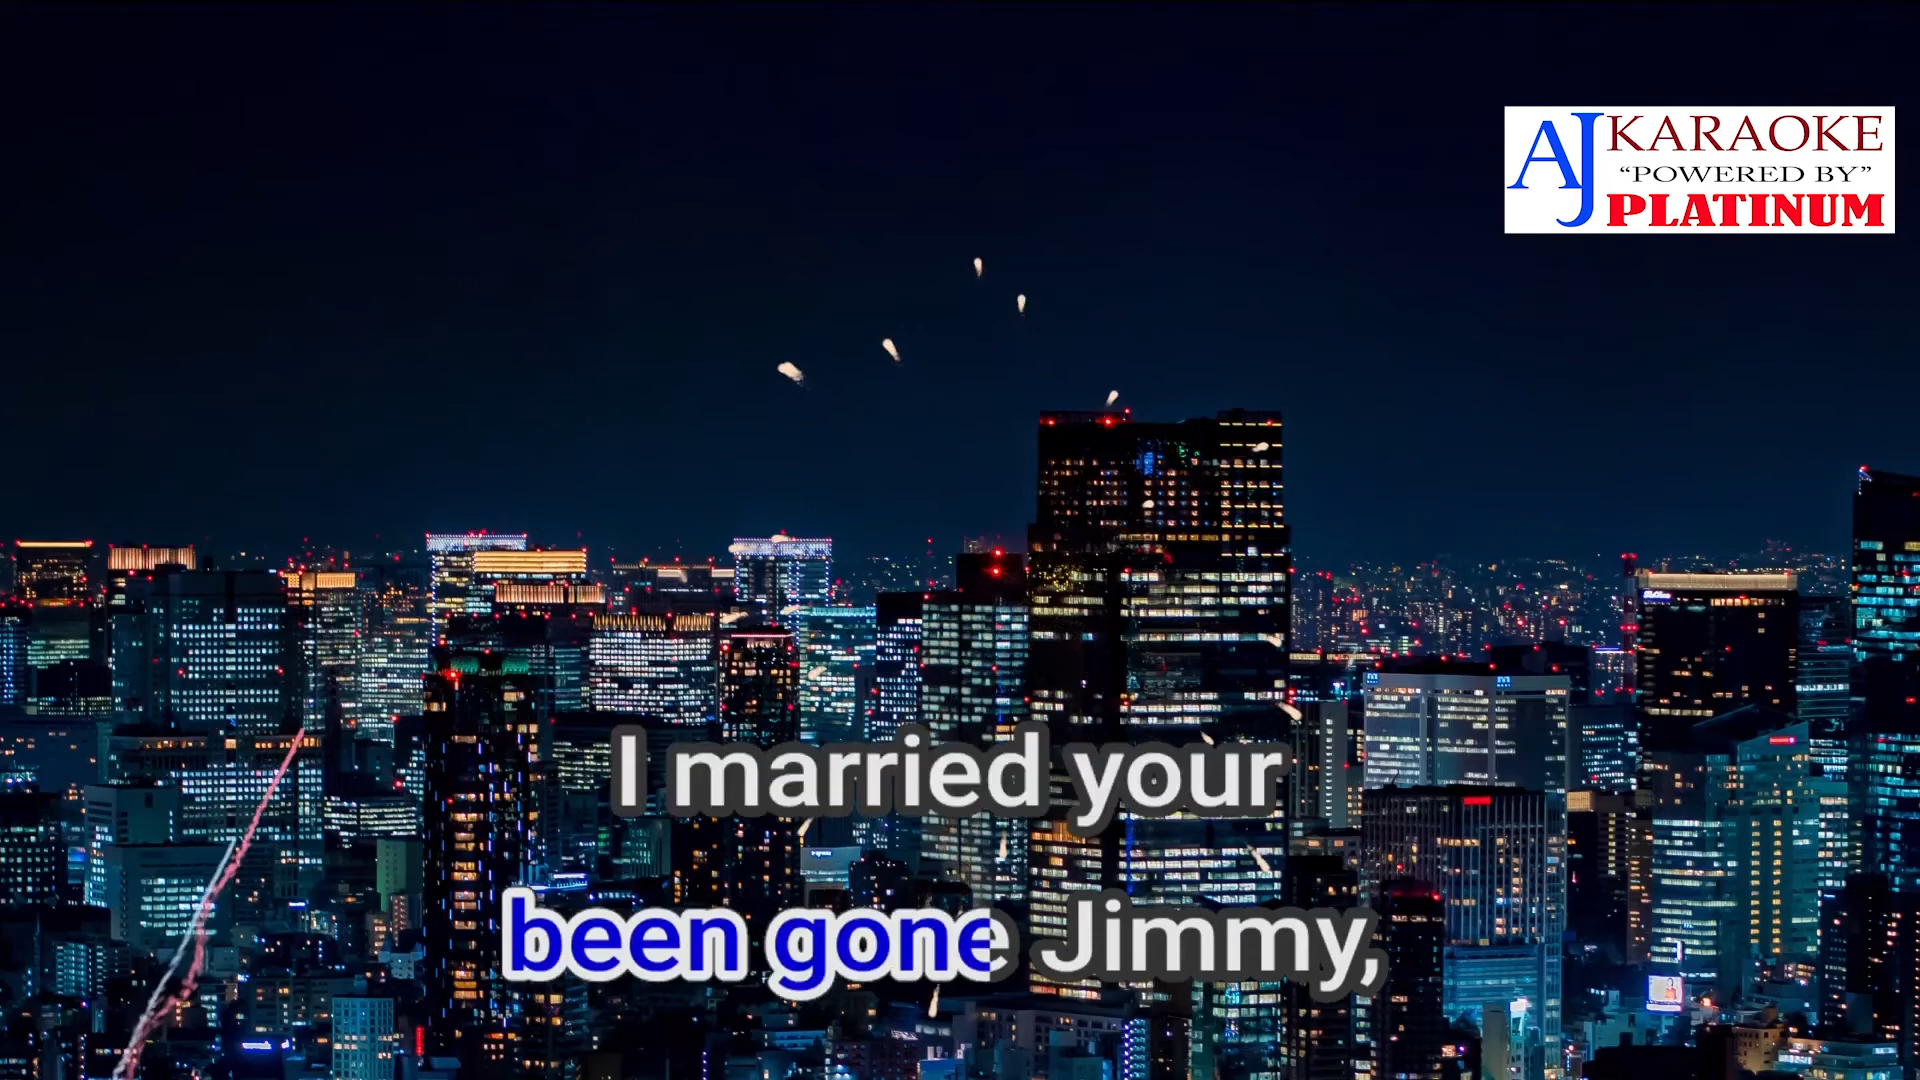 AJ KARAOKE
"POWERED BY"
PLATINUM
I married your
been gone Jimmy,